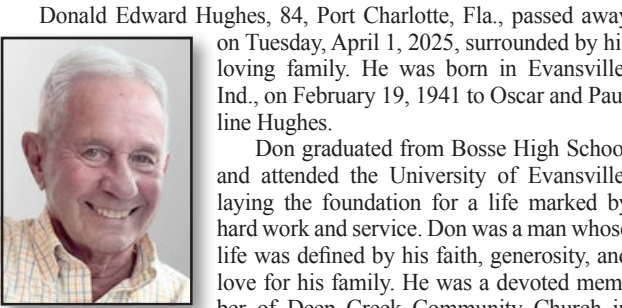 Donald Edward Hughes, 84, Port Charlotte, Fla., passed away
on Tuesday, April 1, 2025, surrounded by hi
loving family. He was born in Evansville
Ind., on February 19, 1941 to Oscar and Pau
line Hughes.
Don graduated from Bosse High Schoo
and attended the University of Evansville
laying the foundation for a life marked by
hard work and service. Don was a man whose
life was defined by his faith, generosity, and
love for his family. He was a devoted mem
ber of Deep Creek Community Church i